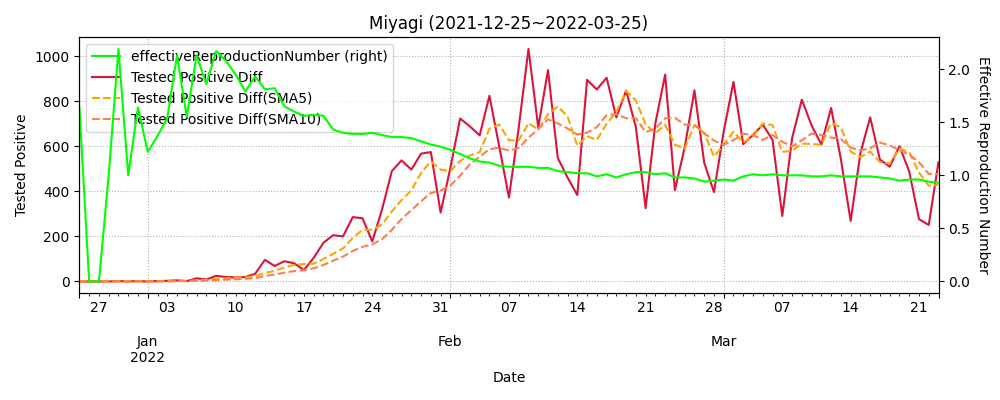 Miyagi (2021-12-25~2022-03-25)
effectiveReproductionNumber (right)
Tested Positive Diff
Tested Positive Diff(SMA5)
Tested Positive Diff(SMA10)
Tested Positive
1000
800
600
400
200
0
Effective Reproduction Number
2.0
1.5
1.0
0.5
0.0
27 03 10 17 24 31 07 14 21 28 07 14 21
Jan Feb Mar
2022
Date